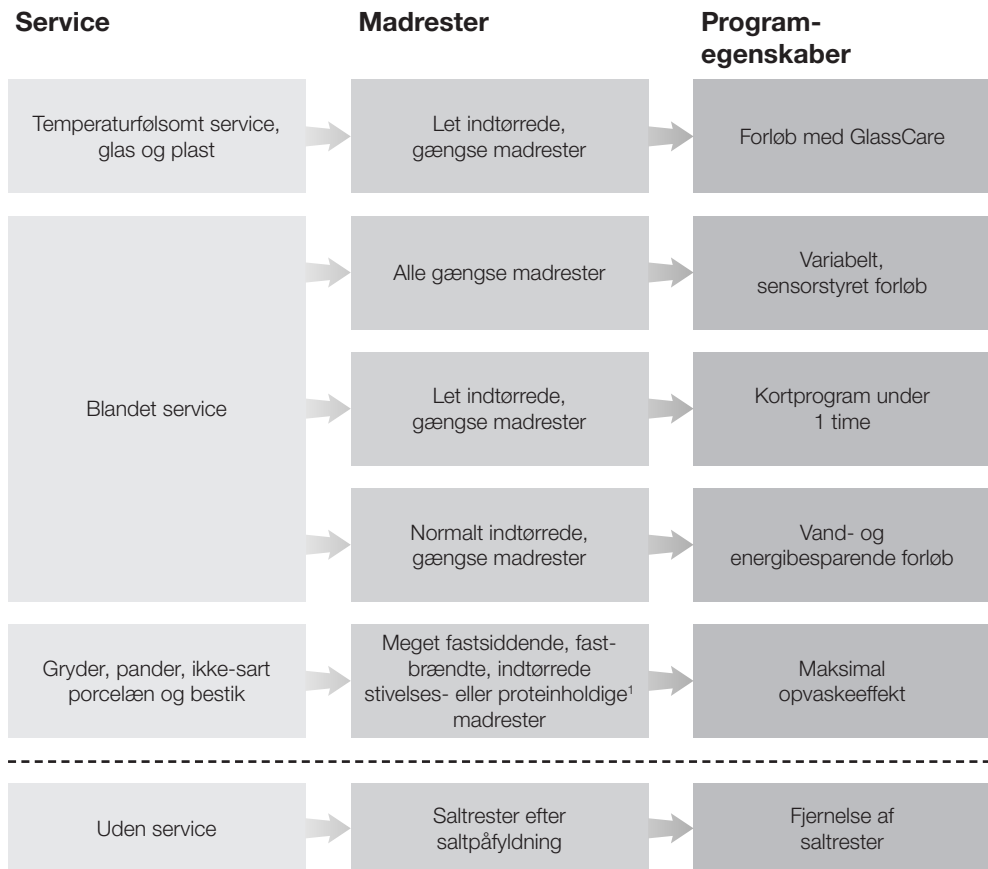 Service
Madrester
Program-
egenskaber
Temperaturfølsomt service,
glas og plast
Let indtørrede,
gængse madrester
Forløb med GlassCare
Blandet service
Alle gængse madrester
Variabelt,
sensorstyret forløb
Let indtørrede,
gængse madrester
Kortprogram under
1 time
Normalt indtørrede,
gængse madrester
Vand- og
energibesparende forløb
Gryder, pander, ikke-sart
porcelæn og bestik
Meget fastsiddende, fast-
brændte, indtørrede
stivelses- eller proteinholdige¹
madrester
Maksimal
opvaskeeffekt
Uden service
Saltrester efter
saltpåfyldning
Fjernelse af
saltrester